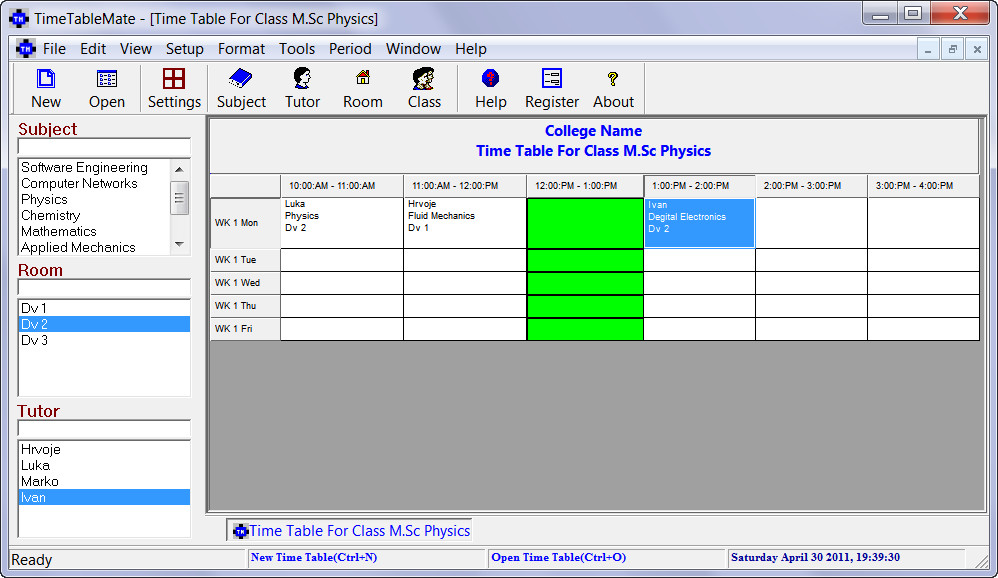 TimeTableMate - [Time Table For Class M.Sc Physics]
File Edit View Setup Format Tools Period Window Help
New Open Settings Subject Tutor Room Class Help Register About
Subject
Software Engineering
Computer Networks
Physics
Chemistry
Mathematics
Applied Mechanics
Room
Dv 1
Dv 2
Dv 3
Tutor
Hrvoje
Luka
Marko
Ivan
College Name
Time Table For Class M.Sc Physics
10:00:AM - 11:00:AM 11:00:AM - 12:00:PM 12:00:PM - 1:00:PM 1:00:PM - 2:00:PM 2:00:PM - 3:00:PM 3:00:PM - 4:00:PM
WK 1 Mon
Luka
Physics
Dv 2
Hrvoje
Fluid Mechanics
Dv 1
Ivan
Degital Electronics
Dv 2
WK 1 Tue
WK 1 Wed
WK 1 Thu
WK 1 Fri
Time Table For Class M.Sc Physics
Ready New Time Table(Ctrl+N) Open Time Table(Ctrl+O) Saturday April 30 2011, 19:39:30